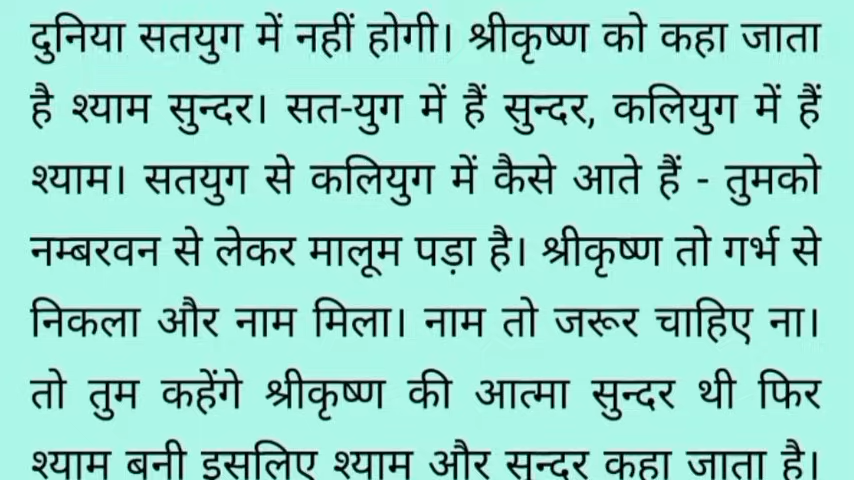 दुनिया सतयुग में नहीं होगी। श्रीकृष्ण को कहा जाता
है श्याम सुन्दर। सत-युग में हैं सुन्दर, कलियुग में हैं
श्याम। सतयुग से कलियुग में कैसे आते हैं - तुमको
नम्बरवन से लेकर मालूम पड़ा है। श्रीकृष्ण तो गर्भ से
निकला और नाम मिला। नाम तो जरूर चाहिए ना।
तो तुम कहेंगे श्रीकृष्ण की आत्मा सुन्दर थी फिर
श्याम बनी इसलिए श्याम और सुन्दर कहा जाता है।